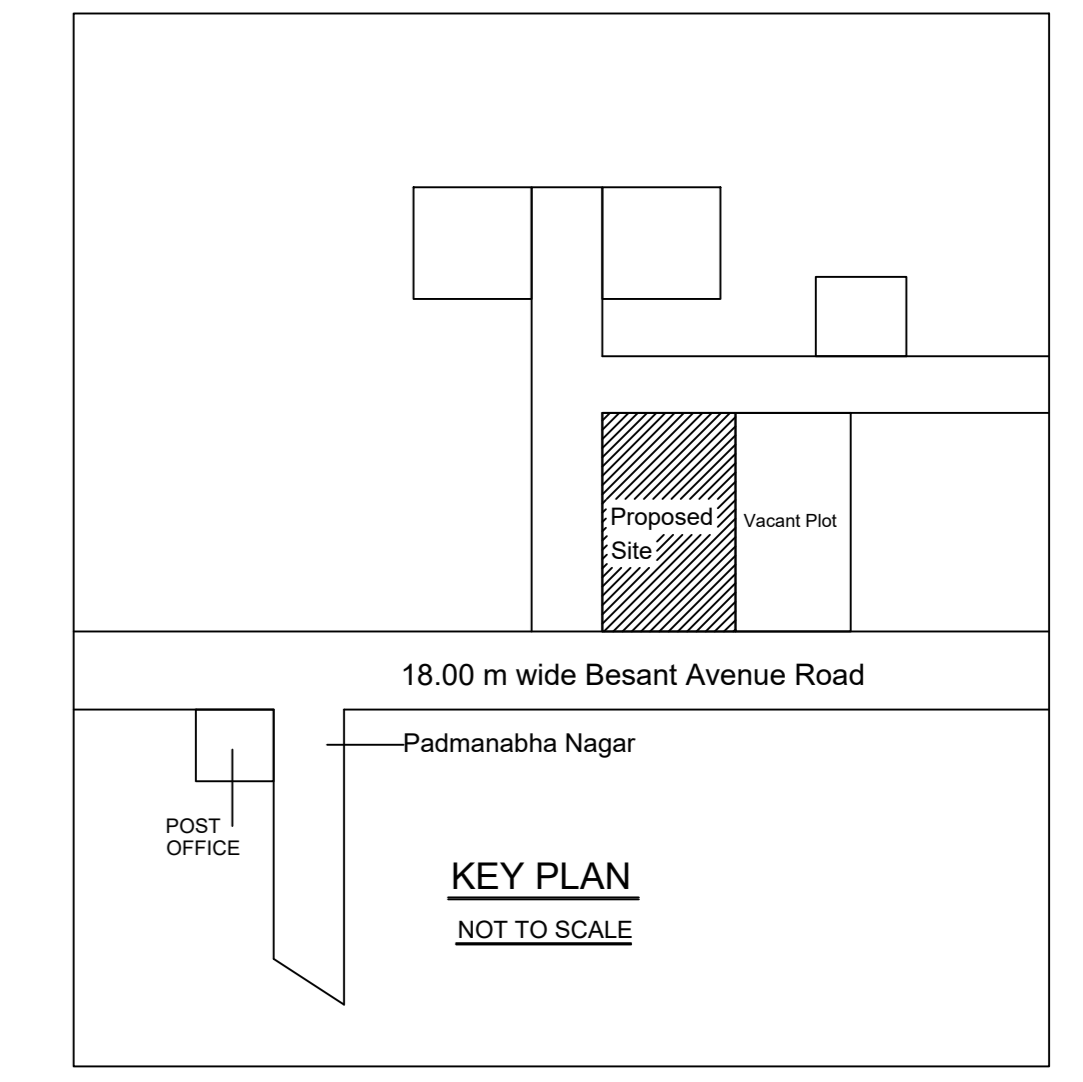 Proposed
Site
Vacant Plot
18.00 m wide Besant Avenue Road
Padmanabha Nagar
POST
OFFICE
KEY PLAN
NOT TO SCALE